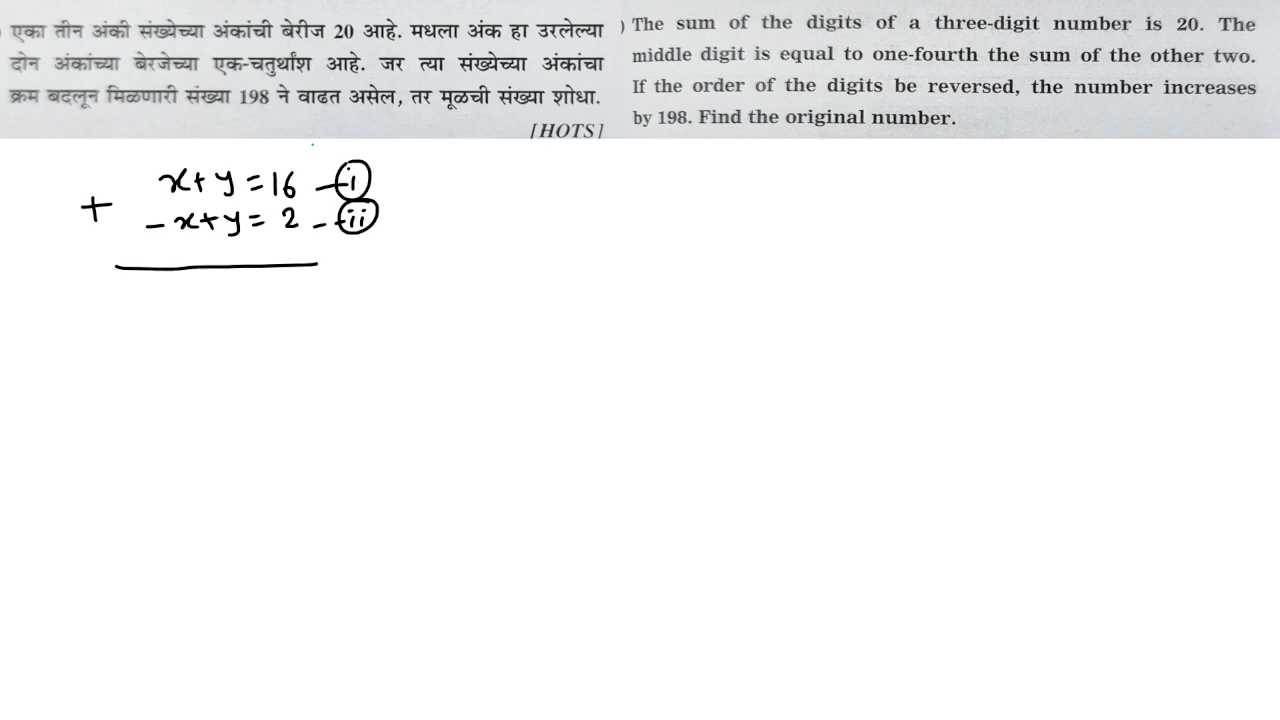 एका तीन अंकी संख्येच्या अंकांची बेरीज 20 आहे. मधला अंक हा उरलेल्या
दोन अंकांच्या बेरजेच्या एक-चतुर्थांश आहे. जर त्या संख्येच्या अंकांचा
क्रम बदलून मिळणारी संख्या 198 ने वाढत असेल, तर मूळची संख्या शोधा.
[HOTS]
) The sum of the digits of a three-digit number is 20. The
middle digit is equal to one-fourth the sum of the other two.
If the order of the digits be reversed, the number increases
by 198. Find the original number.
x + y = 16 — i
+ - x + y = 2 - ii